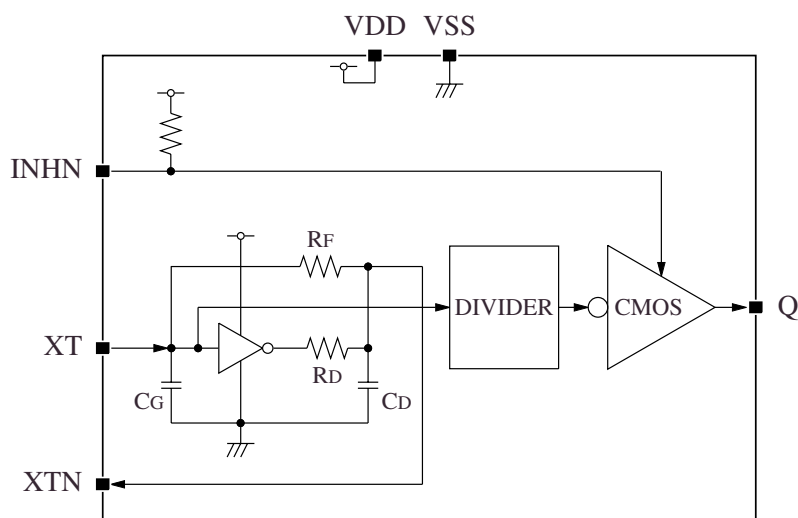 VDD VSS
INHN
RF
DIVIDER
CMOS
Q
XT
RD
CG
CD
XTN